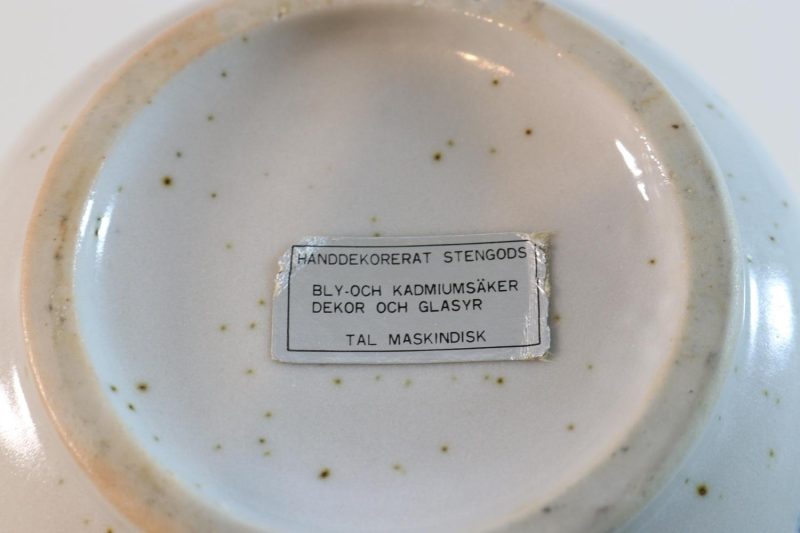 HANDDEKORERAT STENGODS
BLY-OCH KADMIUMSÄKER
DEKOR OCH GLASYR
TAL MASKINDISK